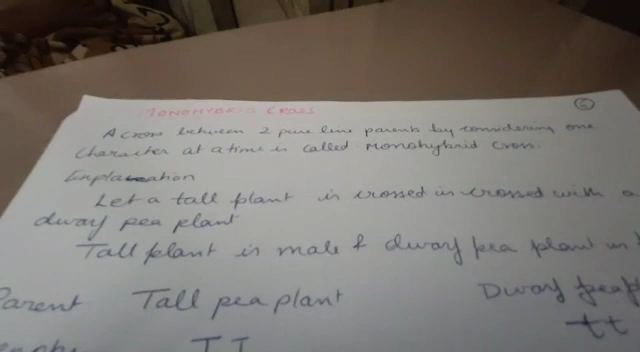 6
MONOHYBRID CROSS
A cross between 2 pure line parents by considering one
character at a time is called Monohybrid cross.
Explanation
Let a tall plant is crossed is crossed with a
dwarf pea plant
Tall plant is male & dwarf pea plant is
Parent Tall pea plant Dwarf pea
TT tt